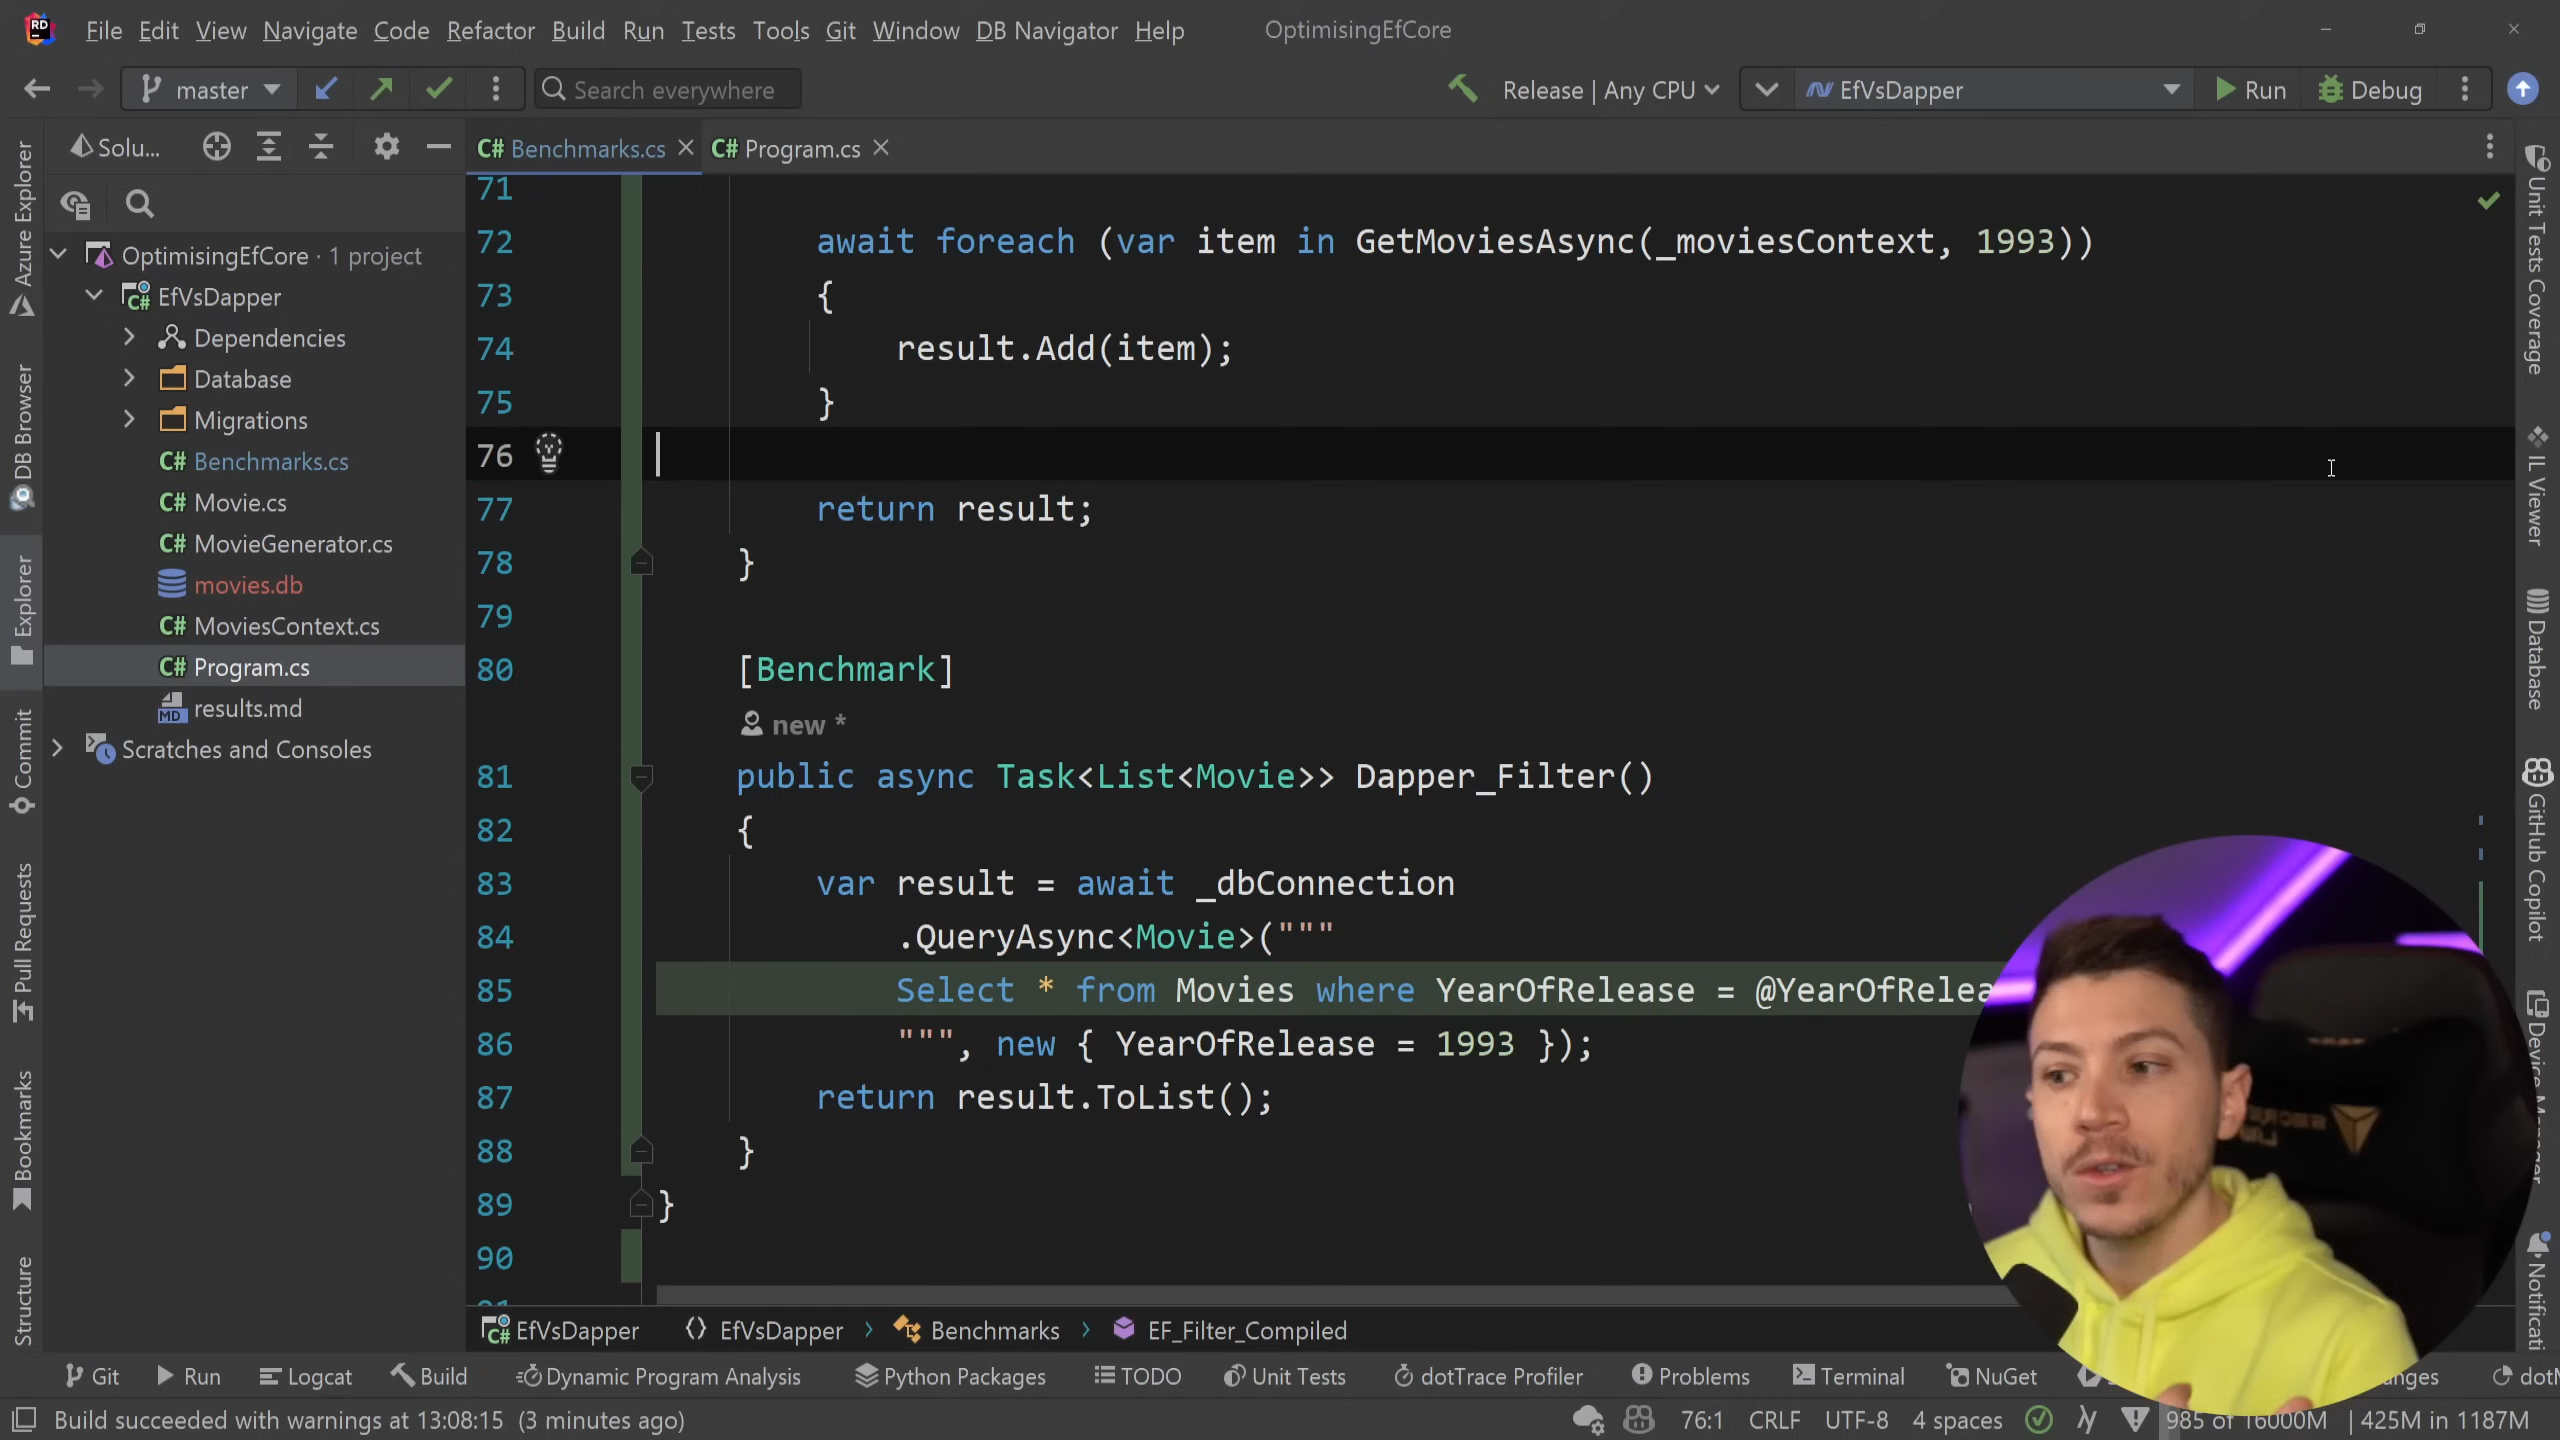 RD File Edit View Navigate Code Refactor Build Run Tests Tools Git Window DB Navigator Help OptimisingEfCore
master Search everywhere Release | Any CPU EfVsDapper Run Debug
Solu... C# Benchmarks.cs C# Program.cs
Azure Explorer
DB Browser
Explorer
Commit
Pull Requests
Bookmarks
Structure
OptimisingEfCore · 1 project
C# EfVsDapper
Dependencies
Database
Migrations
C# Benchmarks.cs
C# Movie.cs
C# MovieGenerator.cs
movies.db
C# MoviesContext.cs
C# Program.cs
MD results.md
Scratches and Consoles
71
72 await foreach (var item in GetMoviesAsync(_moviesContext, 1993))
73 {
74 result.Add(item);
75 }
76
77 return result;
78 }
79
80 [Benchmark]
new *
81 public async Task<List<Movie>> Dapper_Filter()
82 {
83 var result = await _dbConnection
84 .QueryAsync<Movie>("""
85 Select * from Movies where YearOfRelease = @YearOfRelea
86 """, new { YearOfRelease = 1993 });
87 return result.ToList();
88 }
89 }
90
Unit Tests Coverage
IL Viewer
Database
GitHub Copilot
Device Manager
Notificati
C# EfVsDapper EfVsDapper Benchmarks EF_Filter_Compiled
Git Run Logcat Build Dynamic Program Analysis Python Packages TODO Unit Tests dotTrace Profiler Problems Terminal NuGet anges dotM
Build succeeded with warnings at 13:08:15 (3 minutes ago) 76:1 CRLF UTF-8 4 spaces 985 of 16000M 425M in 1187M